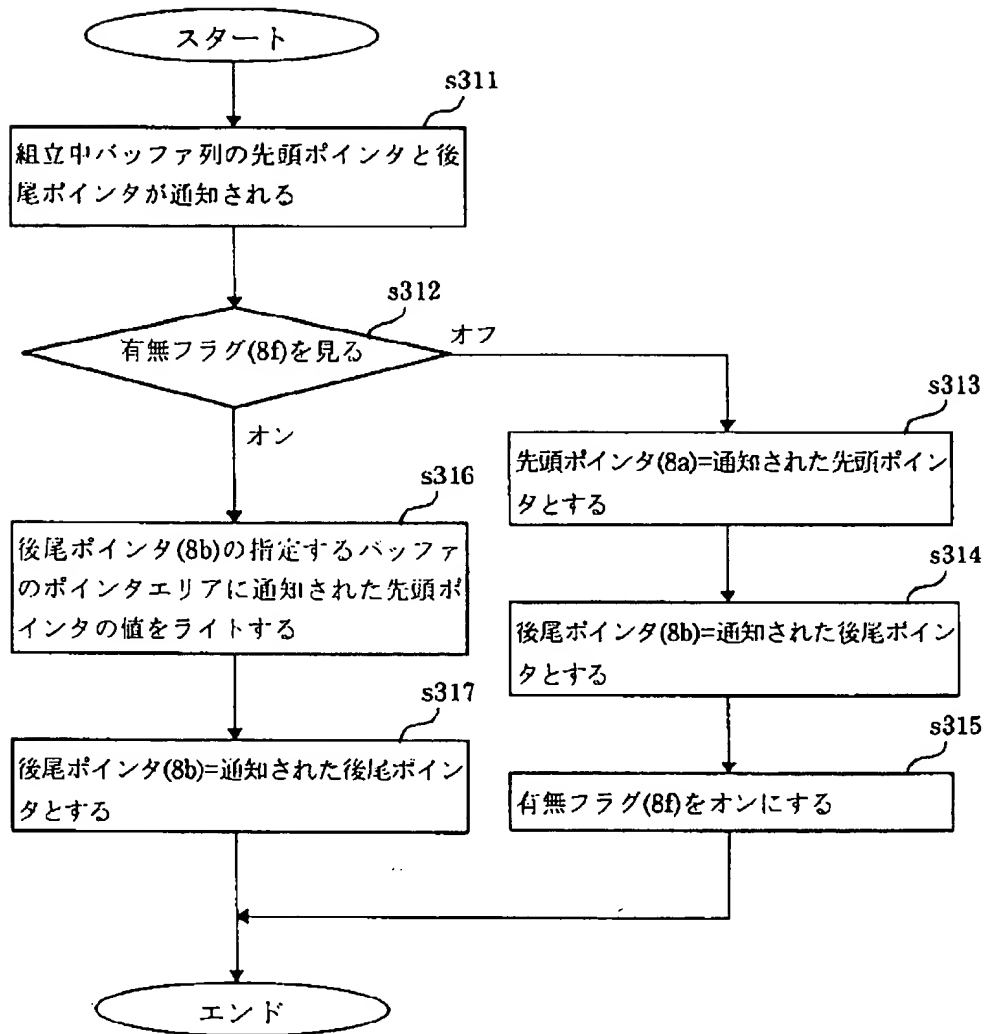 スタート
s311
組立中バッファ列の先頭ポインタと後
尾ポインタが通知される
s312
有無フラグ(8f)を見る
オフ
オン
s313
先頭ポインタ(8a)=通知された先頭ポイン
タとする
s316
後尾ポインタ(8b)の指定するバッファ
のポインタエリアに通知された先頭ポ
インタの値をライトする
s314
後尾ポインタ(8b)=通知された後尾ポイン
タとする
s317
後尾ポインタ(8b)=通知された後尾ポイン
タとする
s315
有無フラグ(8f)をオンにする
エンド